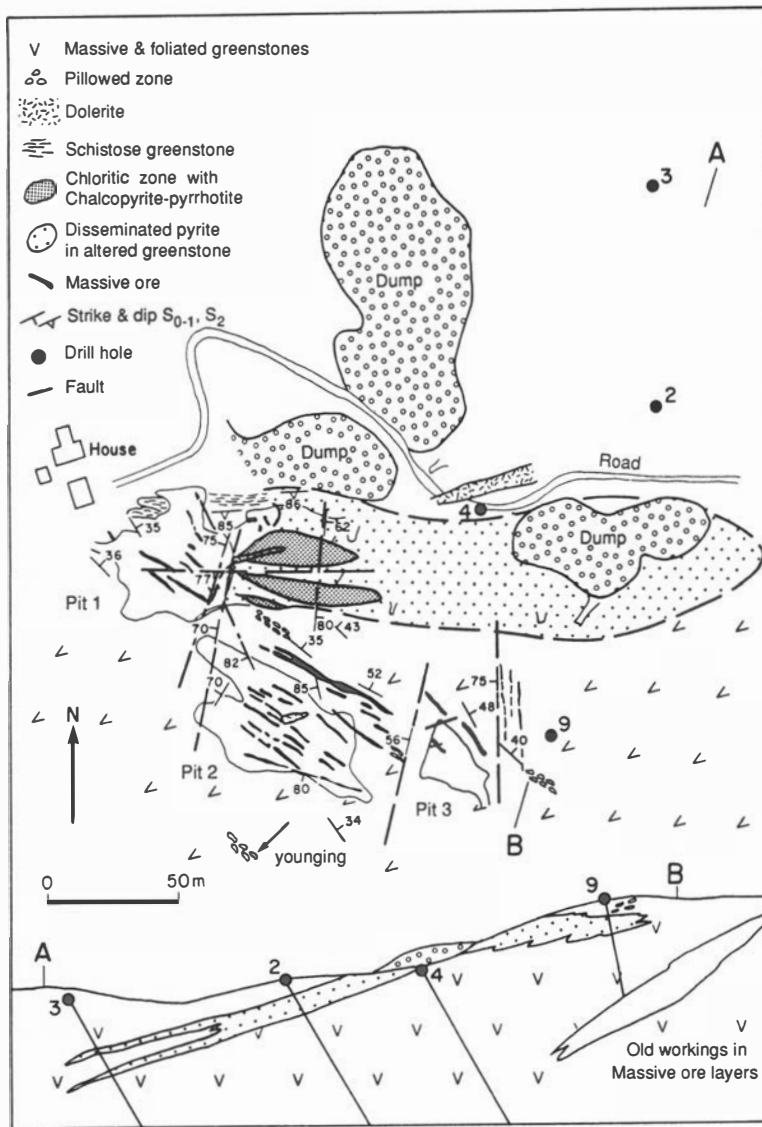 Massive & foliated greenstones
Pillowed zone
Dolerite
Schistose greenstone
Chloritic zone with
Chalcopyrite-pyrrhotite
Disseminated pyrite
in altered greenstone
Massive ore
Strike & dip S0-1, S2
Drill hole
Fault
A
3
Dump
2
House
Dump
Road
4
Dump
35
85
86
62
75
36
77
Pit 1
70
80
43
35
82
70
85
52
75
48
56
40
9
N
Pit 2
80
Pit 3
34
B
younging
0
50m
9
B
A
2
4
3
Old workings in
Massive ore layers